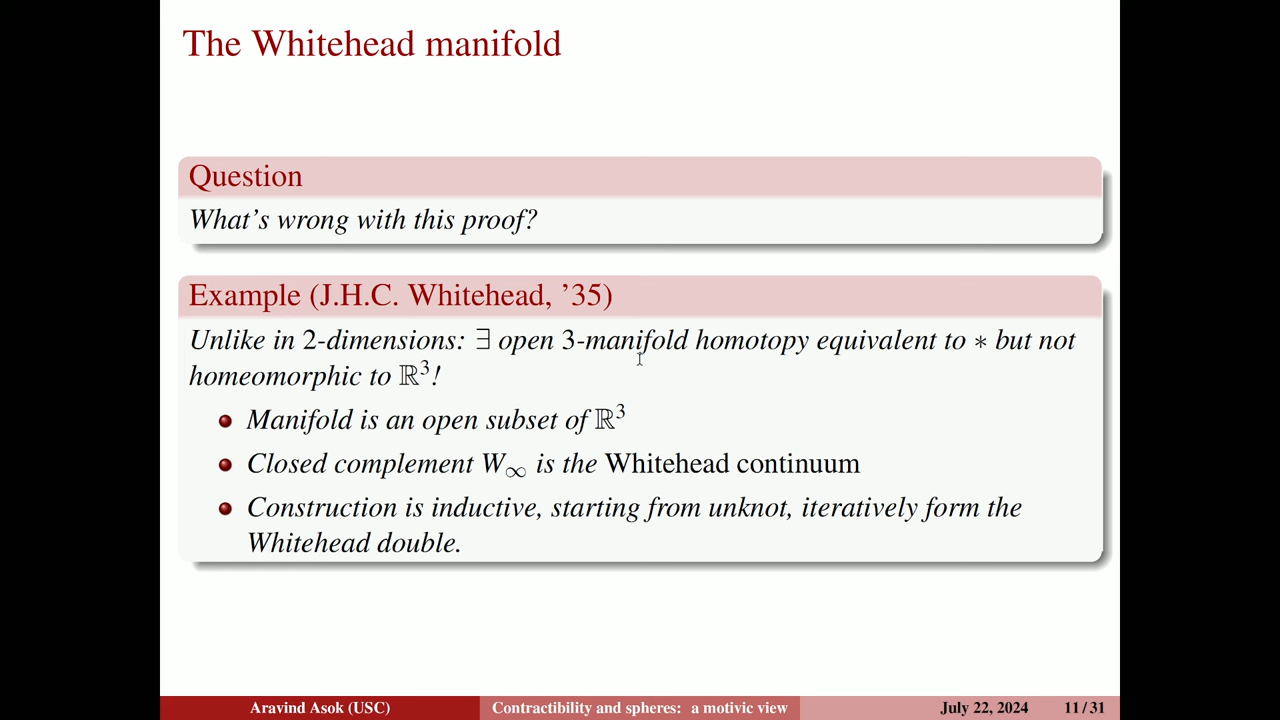 The Whitehead manifold
Question
What's wrong with this proof?
Example (J.H.C. Whitehead, '35)
Unlike in 2-dimensions: ∃ open 3-manifold homotopy equivalent to ∗ but not
homeomorphic to ℝ³!
Manifold is an open subset of ℝ³
Closed complement W∞ is the Whitehead continuum
Construction is inductive, starting from unknot, iteratively form the
Whitehead double.
Aravind Asok (USC) Contractibility and spheres: a motivic view July 22, 2024 11 / 31